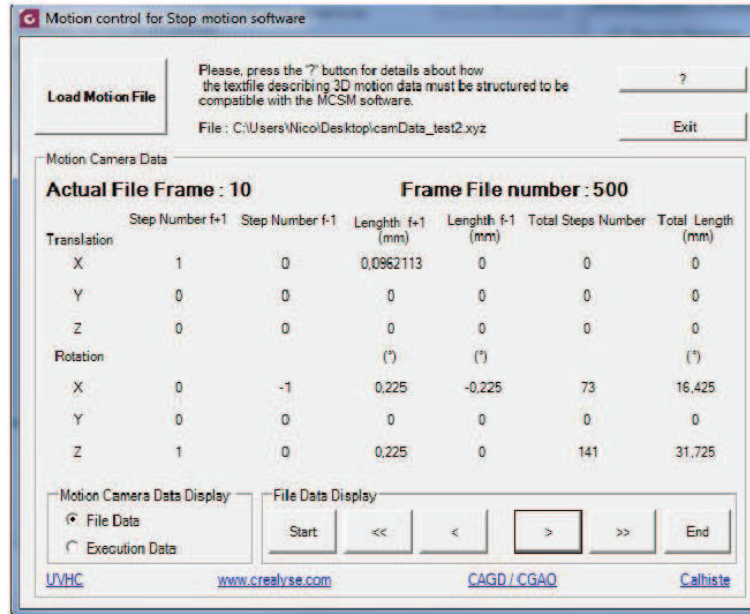 Motion control for Stop motion software
Load Motion File
Please, press the '?' button for details about how
the textfile describing 3D motion data must be structured to be
compatible with the MCSM software.
?
File : C:\Users\Nico\Desktop\camData_test2.xyz
Exit
Motion Camera Data
Actual File Frame : 10 Frame File number : 500
Step Number f+1 Step Number f-1 Lenghth f+1 (mm) Lenghth f-1 (mm) Total Steps Number Total Length (mm)
Translation
X 1 0 0,0962113 0 0 0
Y 0 0 0 0 0 0
Z 0 0 0 0 0 0
Rotation (°) (°) (°)
X 0 -1 0,225 -0,225 73 16,425
Y 0 0 0 0 0 0
Z 1 0 0,225 0 141 31,725
Motion Camera Data Display
File Data
Execution Data
File Data Display
Start << < > >> End
UVHC www.crealyse.com CAGD / CGAO Calhiste